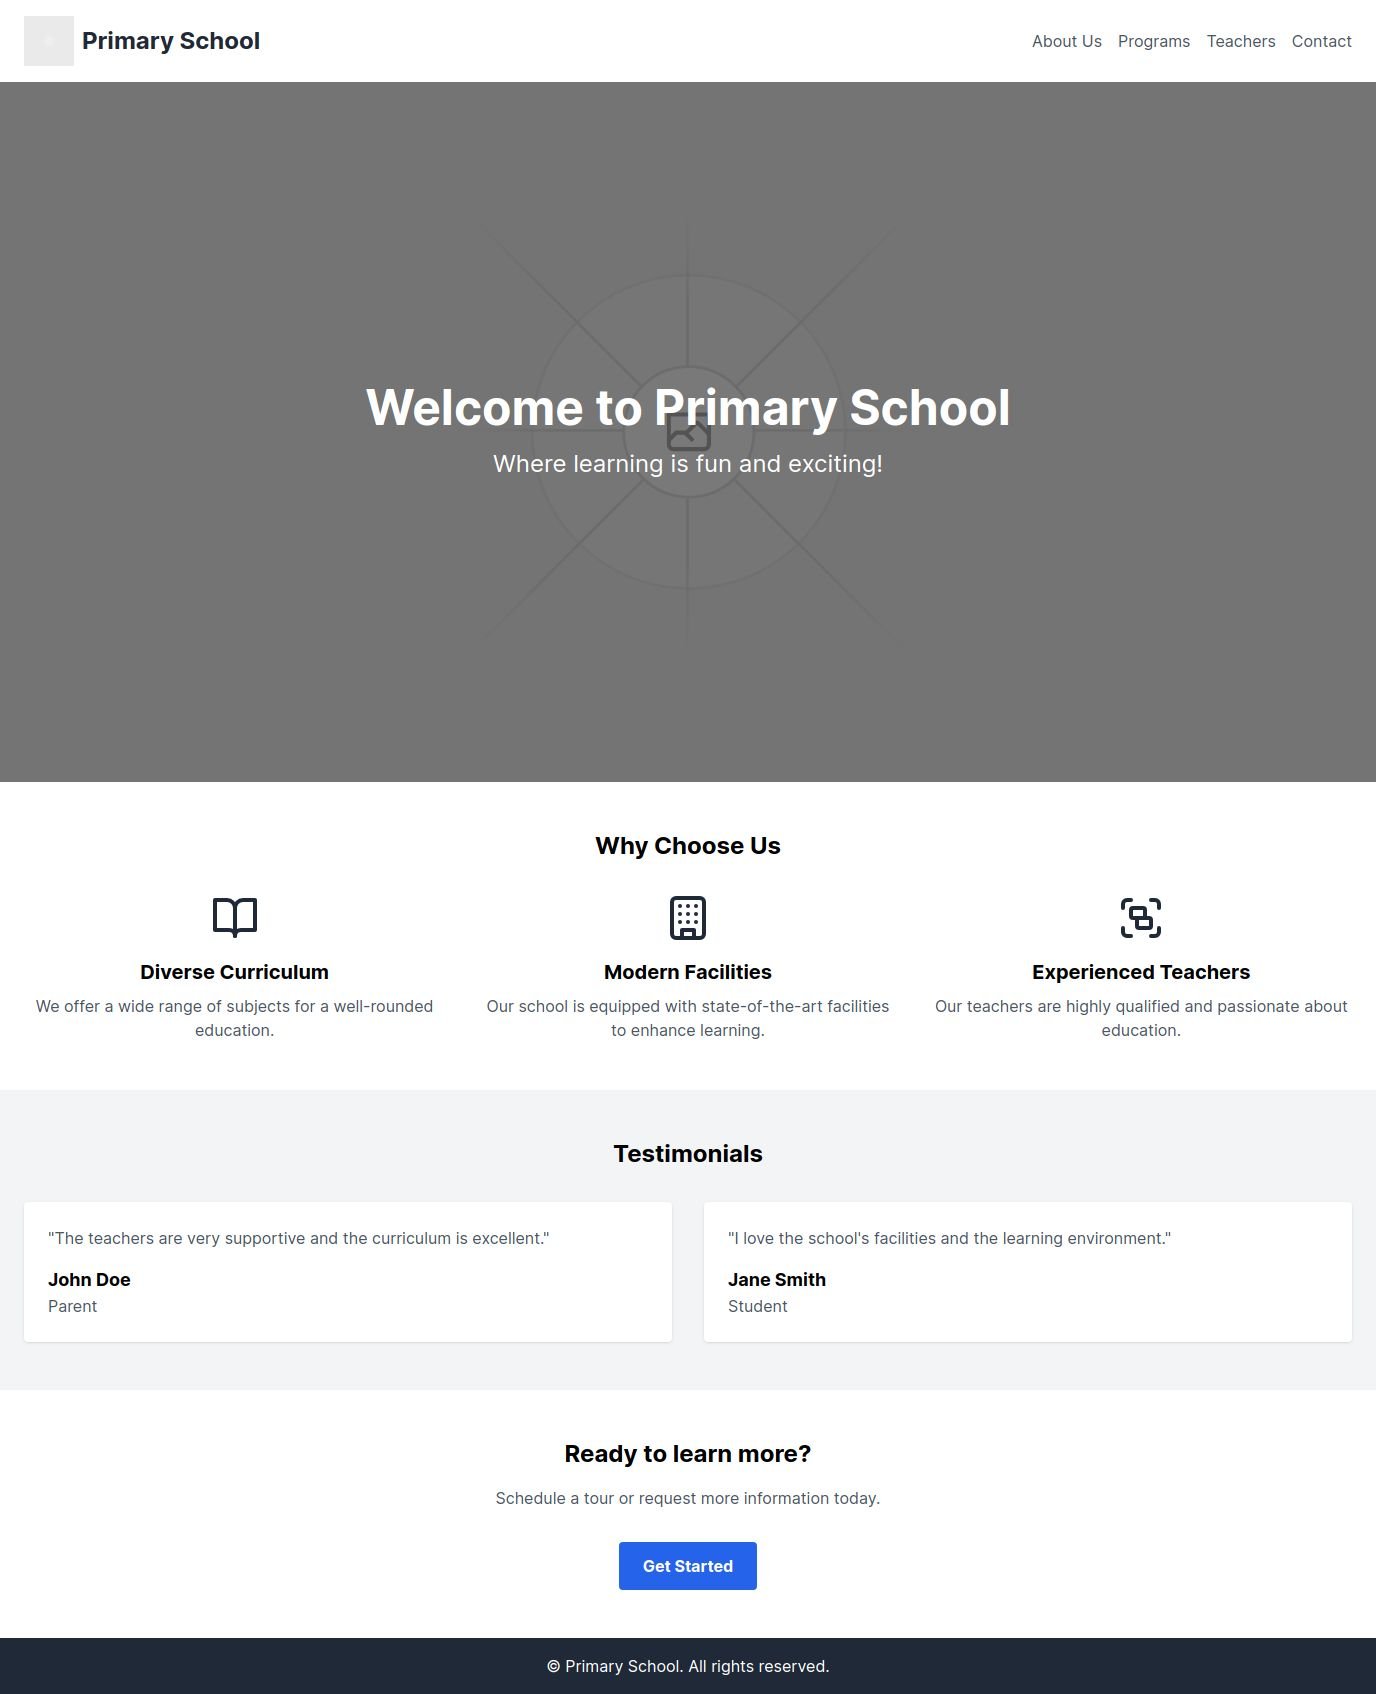 Primary School
About Us Programs Teachers Contact
Welcome to Primary School
Where learning is fun and exciting!
Why Choose Us
Diverse Curriculum
We offer a wide range of subjects for a well-rounded
education.
Modern Facilities
Our school is equipped with state-of-the-art facilities
to enhance learning.
Experienced Teachers
Our teachers are highly qualified and passionate about
education.
Testimonials
"The teachers are very supportive and the curriculum is excellent."
John Doe
Parent
"I love the school's facilities and the learning environment."
Jane Smith
Student
Ready to learn more?
Schedule a tour or request more information today.
Get Started
© Primary School. All rights reserved.